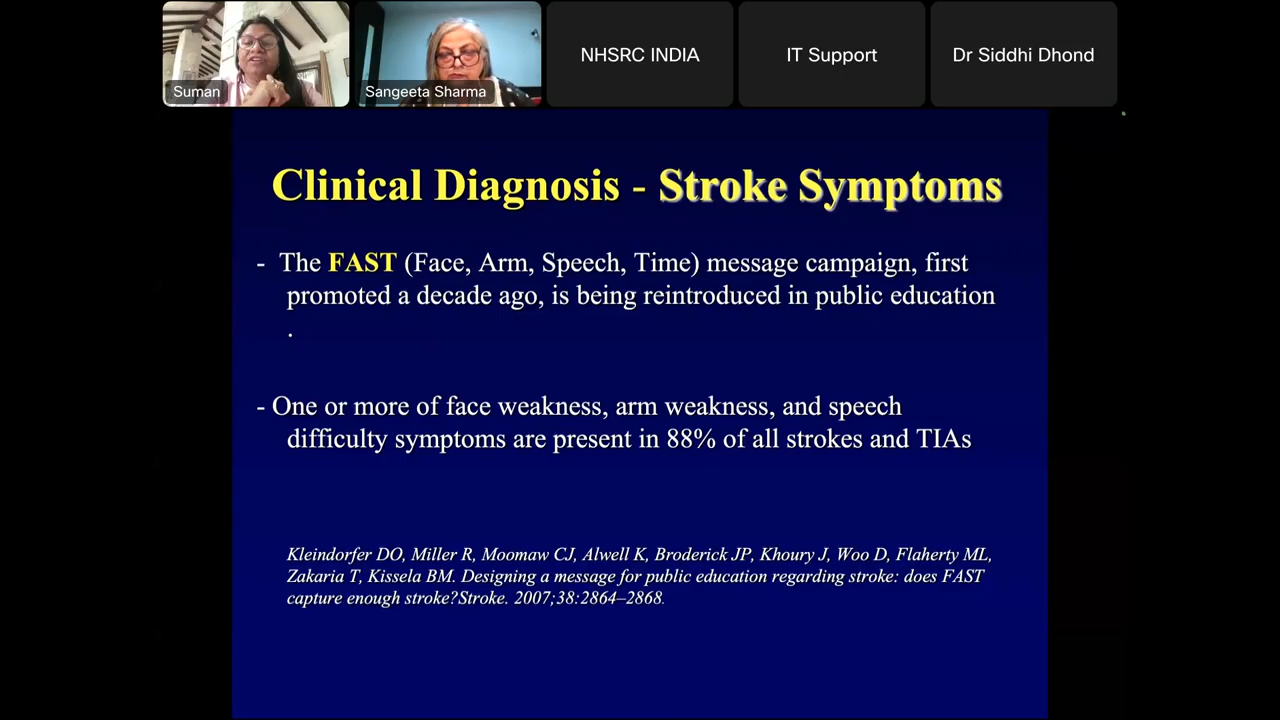 Suman
Sangeeta Sharma
NHSRC INDIA
IT Support
Dr Siddhi Dhond
Clinical Diagnosis - Stroke Symptoms
- The FAST (Face, Arm, Speech, Time) message campaign, first
promoted a decade ago, is being reintroduced in public education
.
- One or more of face weakness, arm weakness, and speech
difficulty symptoms are present in 88% of all strokes and TIAs
Kleindorfer DO, Miller R, Moomaw CJ, Alwell K, Broderick JP, Khoury J, Woo D, Flaherty ML,
Zakaria T, Kissela BM. Designing a message for public education regarding stroke: does FAST
capture enough stroke?Stroke. 2007;38:2864–2868.